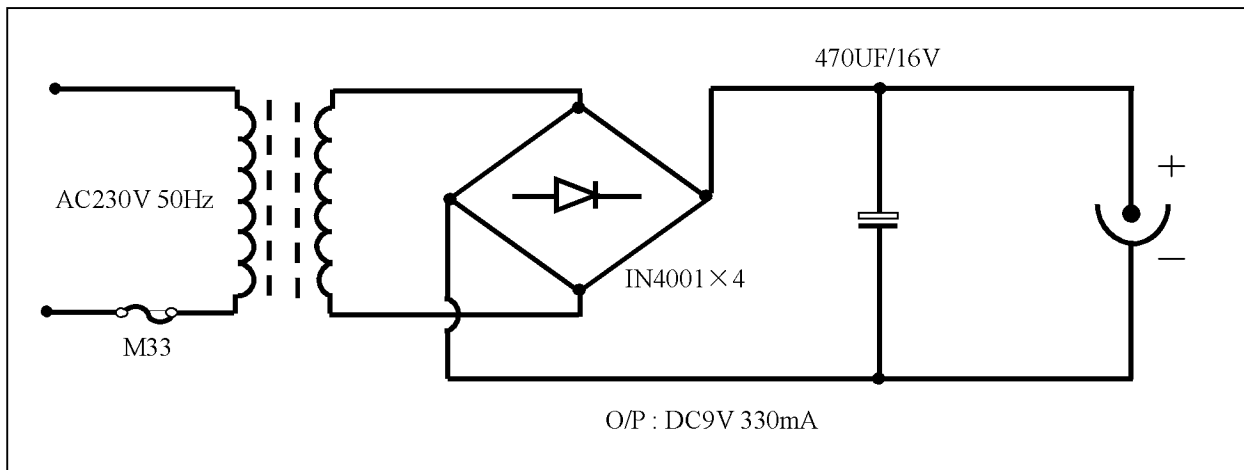 470UF/16V
+
AC230V 50Hz
—
IN4001×4
M33
O/P : DC9V 330mA